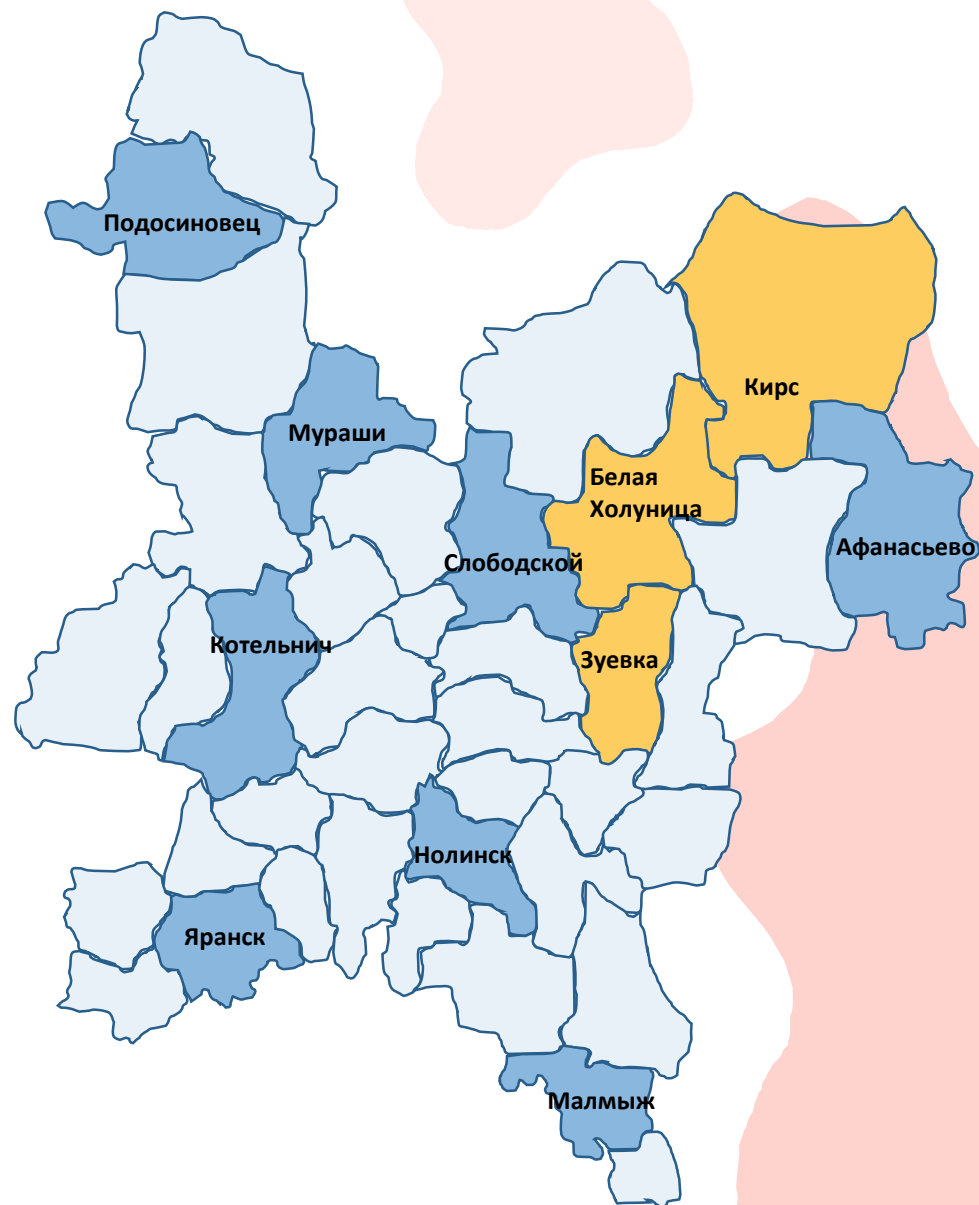 Подосиновец
Кирс
Мураши
Белая
Холуница
Афанасьево
Слободской
Котельнич
Зуевка
Нолинск
Яранск
Малмыж